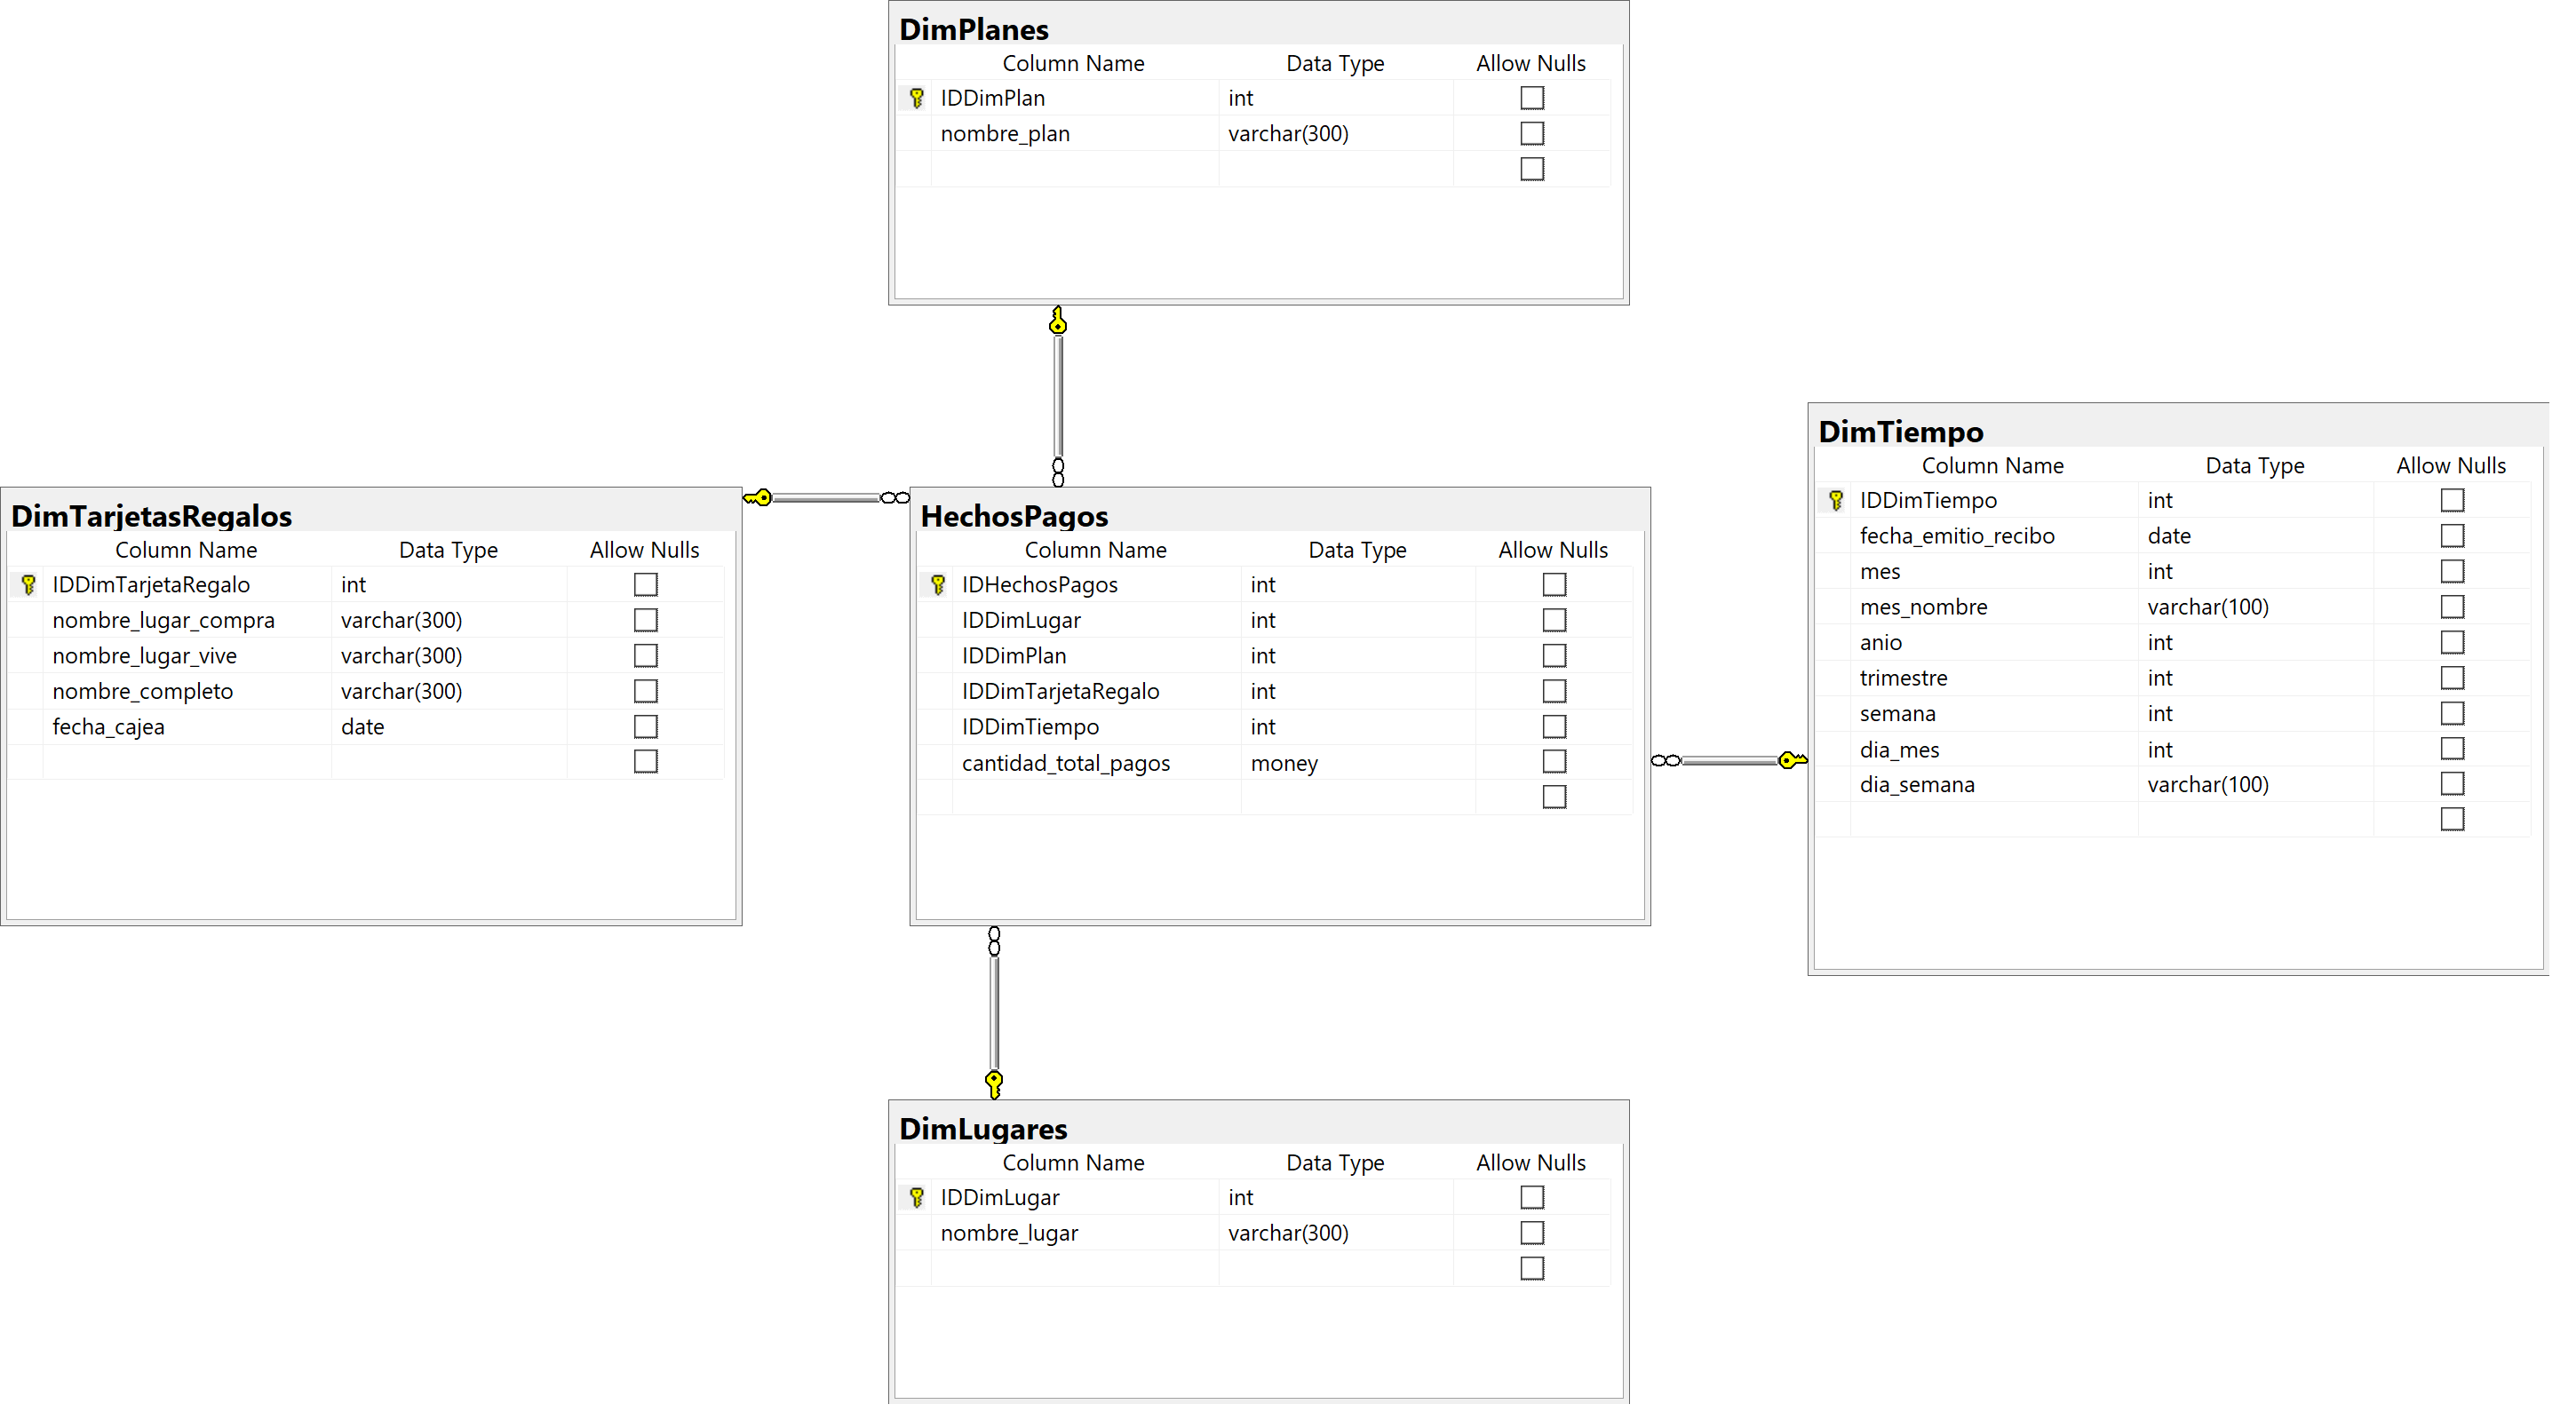 DimPlanes
Column Name Data Type Allow Nulls
IDDimPlan int
nombre_plan varchar(300)
DimTarjetasRegalos
Column Name Data Type Allow Nulls
IDDimTarjetaRegalo int
nombre_lugar_compra varchar(300)
nombre_lugar_vive varchar(300)
nombre_completo varchar(300)
fecha_cajea date
HechosPagos
Column Name Data Type Allow Nulls
IDHechosPagos int
IDDimLugar int
IDDimPlan int
IDDimTarjetaRegalo int
IDDimTiempo int
cantidad_total_pagos money
DimTiempo
Column Name Data Type Allow Nulls
IDDimTiempo int
fecha_emitio_recibo date
mes int
mes_nombre varchar(100)
anio int
trimestre int
semana int
dia_mes int
dia_semana varchar(100)
DimLugares
Column Name Data Type Allow Nulls
IDDimLugar int
nombre_lugar varchar(300)